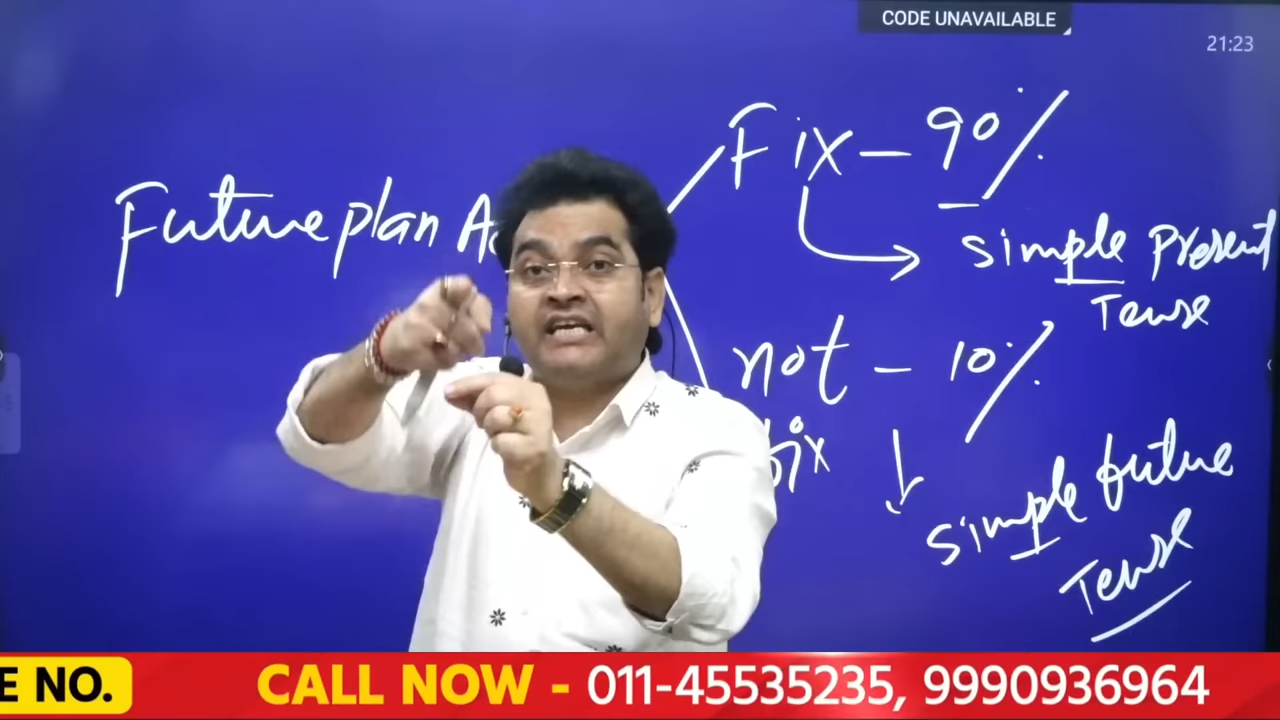 CODE UNAVAILABLE
21:23
Fix - 90%
Future plan
simple Present
Tense
not - 10%
fix
simple future
Tense
E NO. CALL NOW - 011-45535235, 9990936964